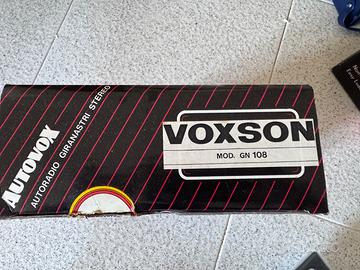 AUTOVOX
AUTORADIO GIRANASTRI STEREO
VOXSON
MOD. GN 108